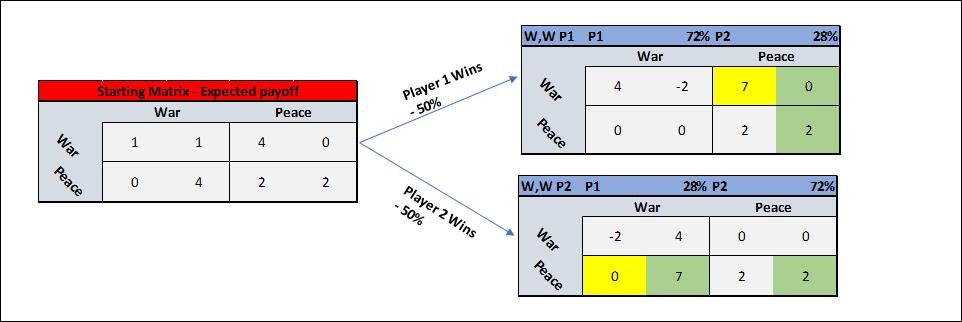 Starting Matrix - Expected payoff
War Peace
War 1 1 4 0
Peace 0 4 2 2
Player 1 Wins
- 50%
Player 2 Wins
- 50%
W,W P1 P1 72% P2 28%
War Peace
War 4 -2 7 0
Peace 0 0 2 2
W,W P2 P1 28% P2 72%
War Peace
War -2 4 0 0
Peace 0 7 2 2